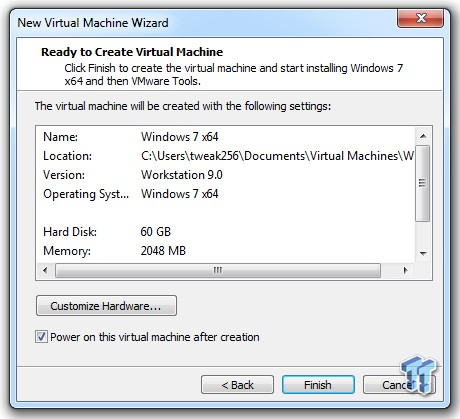 New Virtual Machine Wizard
Ready to Create Virtual Machine
Click Finish to create the virtual machine and start installing Windows 7
x64 and then VMware Tools.
The virtual machine will be created with the following settings:
Name: Windows 7 x64
Location: C:\Users\tweak256\Documents\Virtual Machines\W
Version: Workstation 9.0
Operating Syst... Windows 7 x64
Hard Disk: 60 GB
Memory: 2048 MB
Customize Hardware...
Power on this virtual machine after creation
< Back Finish Cancel